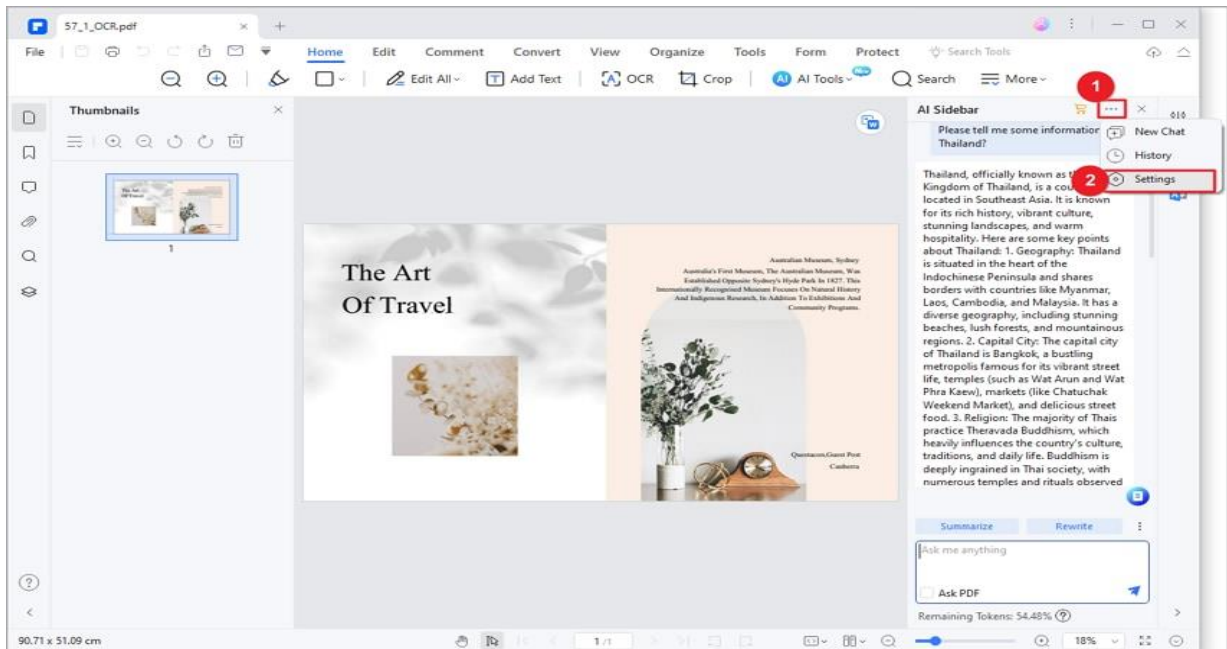 57_1_OCR.pdf
File
Home Edit Comment Convert View Organize Tools Form Protect Search Tools
Edit All Add Text OCR Crop AI AI Tools New Search More
1
Thumbnails
1
The Art
Of Travel
Australian Museum, Sydney
Australia's First Museum, The Australian Museum, Was
Established Opposite Sydney's Hyde Park In 1827. This
Internationally Recognised Museum Focuses On Natural History
And Indigenous Research, In Addition To Exhibitions And
Community Programs.
Guest Post
Canberra
AI Sidebar
New Chat
History
2 Settings
Please tell me some information
Thailand?
Thailand, officially known as
Kingdom of Thailand, is a
located in Southeast Asia. It is known
for its rich history, vibrant culture,
stunning landscapes, and warm
hospitality. Here are some key points
about Thailand: 1. Geography: Thailand
is situated in the heart of the
Indochinese Peninsula and shares
borders with countries like Myanmar,
Laos, Cambodia, and Malaysia. It has a
diverse geography, including stunning
beaches, lush forests, and mountainous
regions. 2. Capital City: The capital city
of Thailand is Bangkok, a bustling
metropolis famous for its vibrant street
life, temples (such as Wat Arun and Wat
Phra Kaew), markets (like Chatuchak
Weekend Market), and delicious street
food. 3. Religion: The majority of Thais
practice Theravada Buddhism, which
heavily influences the country's culture,
traditions, and daily life. Buddhism is
deeply ingrained in Thai society, with
numerous temples and rituals observed
Summarize Rewrite
Ask me anything
Ask PDF
Remaining Tokens: 54.48%
90.71 x 51.09 cm
1 /1
18%